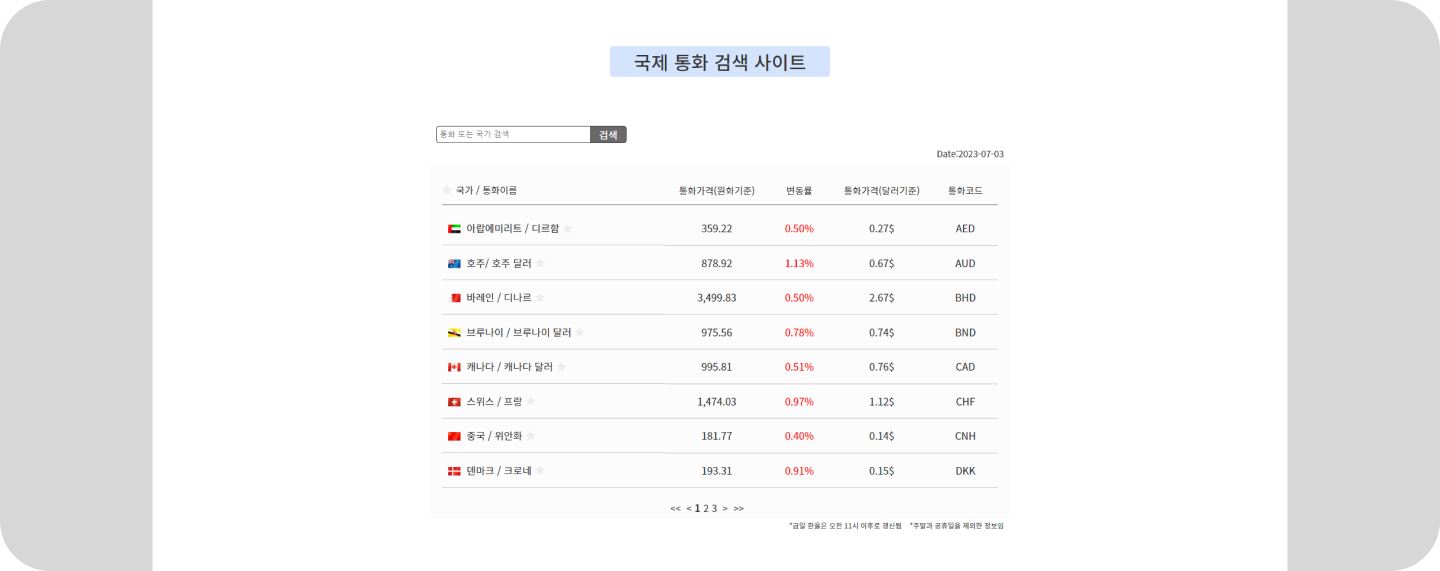 국제 통화 검색 사이트
통화 또는 국가 검색 검색
Date:2023-07-03
국가 / 통화이름 통화가격(원화기준) 변동률 통화가격(달러기준) 통화코드
아랍에미리트 / 디르함 359.22 0.50% 0.27$ AED
호주/ 호주 달러 878.92 1.13% 0.67$ AUD
바레인 / 디나르 3,499.83 0.50% 2.67$ BHD
브루나이 / 브루나이 달러 975.56 0.78% 0.74$ BND
캐나다 / 캐나다 달러 995.81 0.51% 0.76$ CAD
스위스 / 프랑 1,474.03 0.97% 1.12$ CHF
중국 / 위안화 181.77 0.40% 0.14$ CNH
덴마크 / 크로네 193.31 0.91% 0.15$ DKK
<< < 1 2 3 > >>
*금일 환율은 오전 11시 이후로 갱신됨 *주말과 공휴일을 제외한 정보임